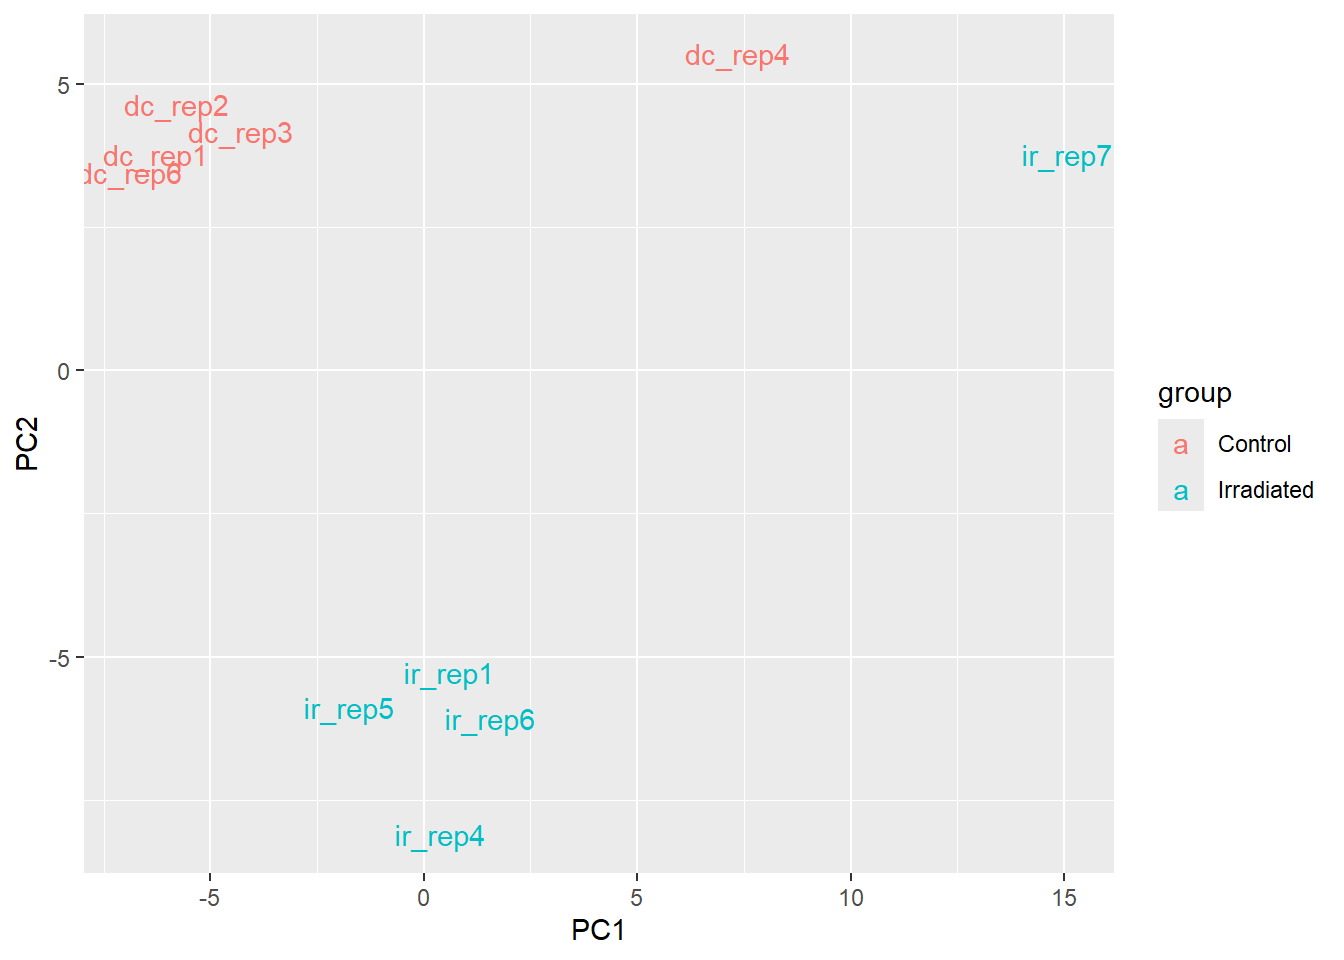 dc_rep4
5
dc_rep2
dc_rep3
dc_rep1
ir_rep7
dc_rep6
0
group
a Control
a Irradiated
PC2
-5
ir_rep1
ir_rep5
ir_rep6
ir_rep4
-5 0 5 10 15
PC1